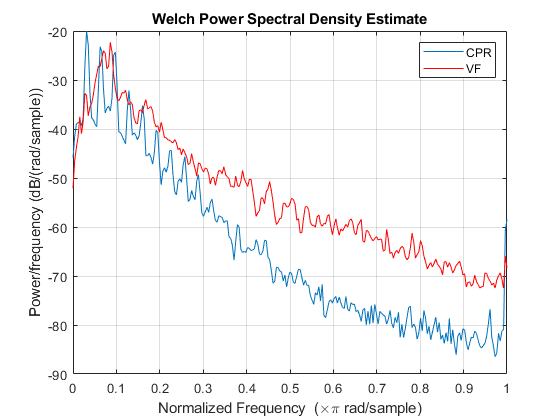 Welch Power Spectral Density Estimate
CPR
VF
Power/frequency (dB/(rad/sample))
-20
-30
-40
-50
-60
-70
-80
-90
0 0.1 0.2 0.3 0.4 0.5 0.6 0.7 0.8 0.9 1
Normalized Frequency (×π rad/sample)